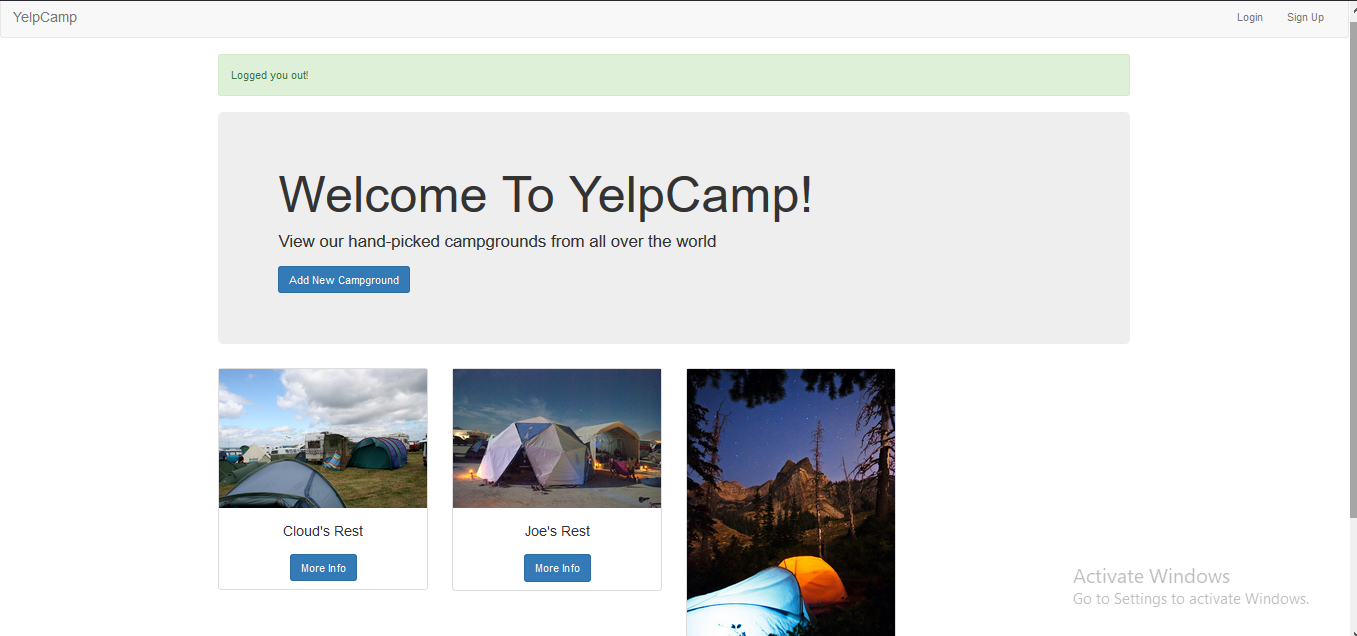 YelpCamp
Login
Sign Up
Logged you out!
Welcome To YelpCamp!
View our hand-picked campgrounds from all over the world
Add New Campground
Cloud's Rest
Joe's Rest
More Info
More Info
Activate Windows
Go to Settings to activate Windows.